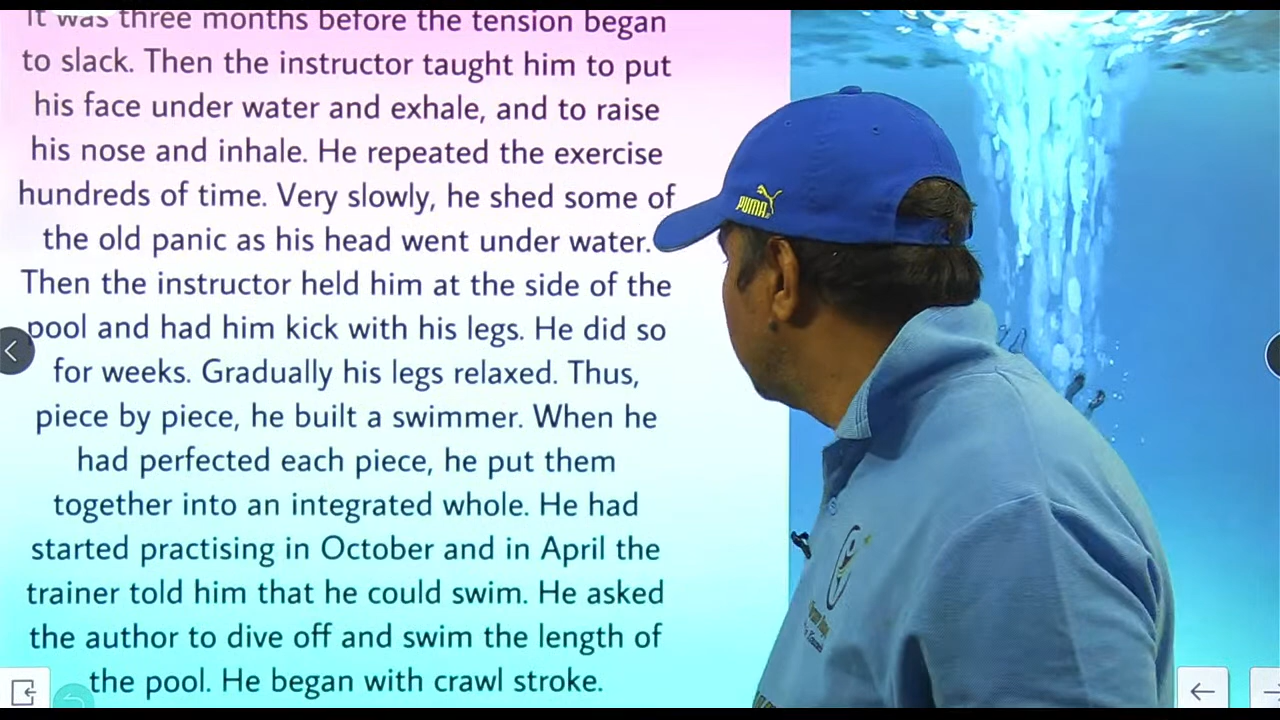 It was three months before the tension began
to slack. Then the instructor taught him to put
his face under water and exhale, and to raise
his nose and inhale. He repeated the exercise
hundreds of time. Very slowly, he shed some of
the old panic as his head went under water.
Then the instructor held him at the side of the
pool and had him kick with his legs. He did so
for weeks. Gradually his legs relaxed. Thus,
piece by piece, he built a swimmer. When he
had perfected each piece, he put them
together into an integrated whole. He had
started practising in October and in April the
trainer told him that he could swim. He asked
the author to dive off and swim the length of
the pool. He began with crawl stroke.
PUMA